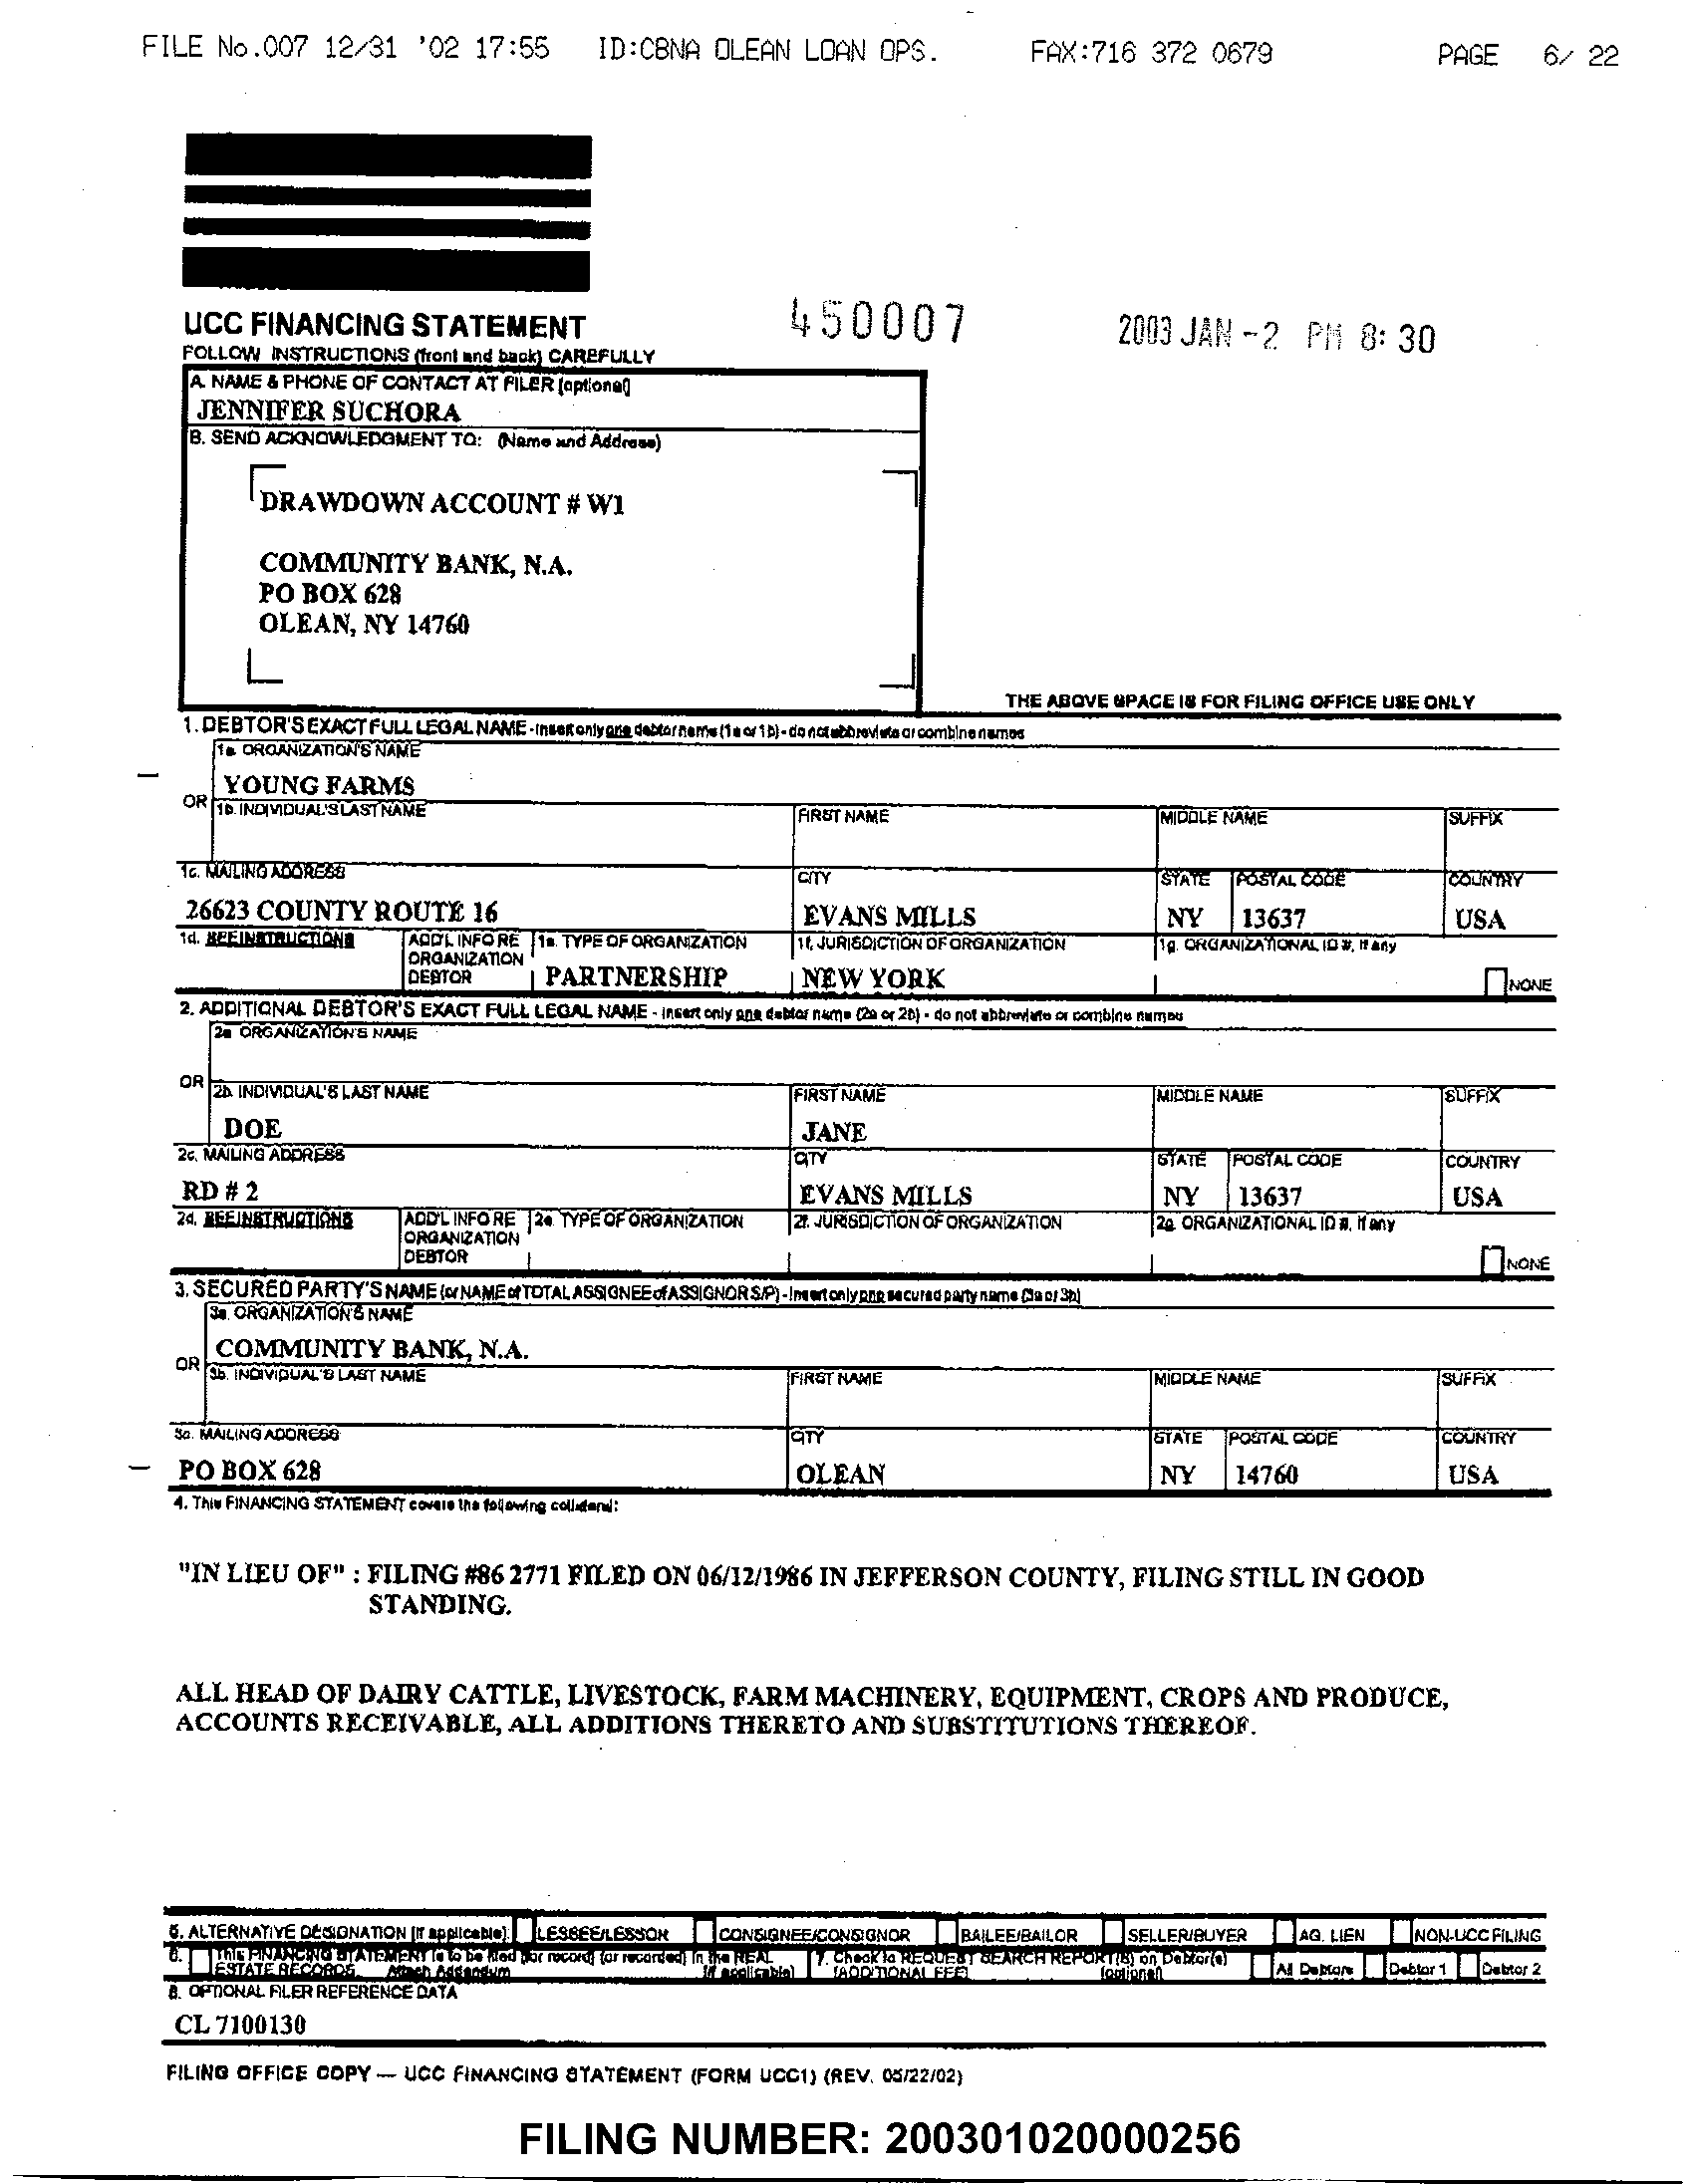 FILE No.007 12/31 '02 17:55 ID:CBNA OLEAN LOAN OPS. FAX:716 372 0679 PAGE 6/ 22
UCC FINANCING STATEMENT
450007
2003 JAN -2 PM 8:30
FOLLOW INSTRUCTIONS (front and back) CAREFULLY
A. NAME & PHONE OF CONTACT AT FILER [optional]
JENNIFER SUCHORA
B. SEND ACKNOWLEDGMENT TO: (Name and Address)
DRAWDOWN ACCOUNT # W1
COMMUNITY BANK, N.A.
PO BOX 628
OLEAN, NY 14760
THE ABOVE SPACE IS FOR FILING OFFICE USE ONLY
1. DEBTOR'S EXACT FULL LEGAL NAME - insert only one debtor name (1a or 1b) - do not abbreviate or combine names
1a. ORGANIZATION'S NAME
YOUNG FARMS
OR
1b. INDIVIDUAL'S LAST NAME FIRST NAME MIDDLE NAME SUFFIX
1c. MAILING ADDRESS CITY STATE POSTAL CODE COUNTRY
26623 COUNTY ROUTE 16 EVANS MILLS NY 13637 USA
1d. SEE INSTRUCTIONS ADD'L INFO RE ORGANIZATION DEBTOR 1e. TYPE OF ORGANIZATION 1f. JURISDICTION OF ORGANIZATION 1g. ORGANIZATIONAL ID #, if any
PARTNERSHIP NEW YORK NONE
2. ADDITIONAL DEBTOR'S EXACT FULL LEGAL NAME - insert only one debtor name (2a or 2b) - do not abbreviate or combine names
2a. ORGANIZATION'S NAME
OR
2b. INDIVIDUAL'S LAST NAME FIRST NAME MIDDLE NAME SUFFIX
DOE JANE
2c. MAILING ADDRESS CITY STATE POSTAL CODE COUNTRY
RD # 2 EVANS MILLS NY 13637 USA
2d. SEE INSTRUCTIONS ADD'L INFO RE ORGANIZATION DEBTOR 2e. TYPE OF ORGANIZATION 2f. JURISDICTION OF ORGANIZATION 2g. ORGANIZATIONAL ID #, if any
NONE
3. SECURED PARTY'S NAME (or NAME of TOTAL ASSIGNEE of ASSIGNOR S/P) - insert only one secured party name (3a or 3b)
3a. ORGANIZATION'S NAME
COMMUNITY BANK, N.A.
OR
3b. INDIVIDUAL'S LAST NAME FIRST NAME MIDDLE NAME SUFFIX
3c. MAILING ADDRESS CITY STATE POSTAL CODE COUNTRY
PO BOX 628 OLEAN NY 14760 USA
4. This FINANCING STATEMENT covers the following collateral:
"IN LIEU OF" : FILING #86 2771 FILED ON 06/12/1986 IN JEFFERSON COUNTY, FILING STILL IN GOOD
STANDING.
ALL HEAD OF DAIRY CATTLE, LIVESTOCK, FARM MACHINERY, EQUIPMENT, CROPS AND PRODUCE,
ACCOUNTS RECEIVABLE, ALL ADDITIONS THERETO AND SUBSTITUTIONS THEREOF.
5. ALTERNATIVE DESIGNATION [if applicable]: LESSEE/LESSOR CONSIGNEE/CONSIGNOR BAILEE/BAILOR SELLER/BUYER AG. LIEN NON-UCC FILING
6. This FINANCING STATEMENT is to be filed [for record] (or recorded) in the REAL 7. Check to REQUEST SEARCH REPORT(S) on Debtor(s)
ESTATE RECORDS. Attach Addendum [if applicable] [ADDITIONAL FEE] [optional] All Debtors Debtor 1 Debtor 2
8. OPTIONAL FILER REFERENCE DATA
CL 7100130
FILING OFFICE COPY — UCC FINANCING STATEMENT (FORM UCC1) (REV. 05/22/02)
FILING NUMBER: 200301020000256